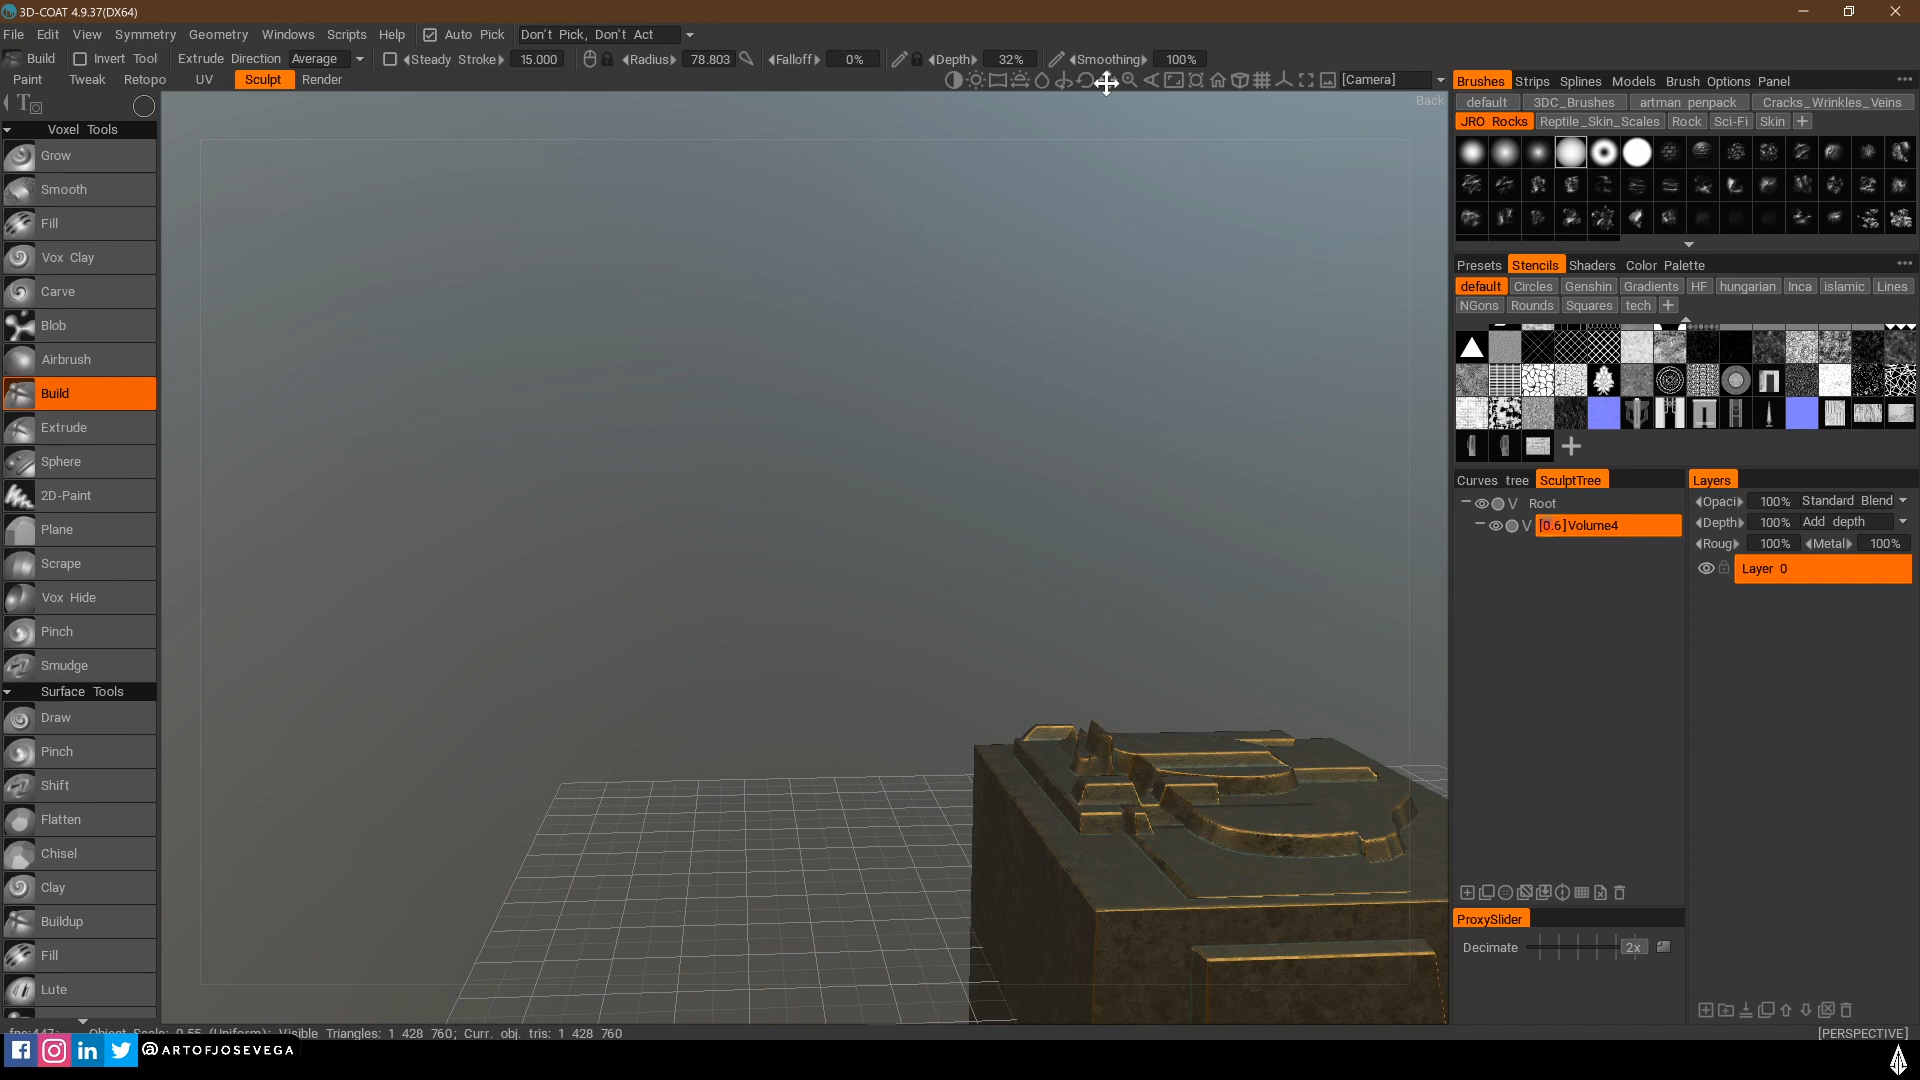 3D-COAT 4.9.37(DX64)
File Edit View Symmetry Geometry Windows Scripts Help Auto Pick Don't Pick, Don't Act
Build Invert Tool Extrude Direction Average Steady Stroke 15.000 Radius 78.803 Falloff 0% Depth 32% Smoothing 100%
Paint Tweak Retopo UV Sculpt Render [Camera]
Back
Voxel Tools
Grow
Smooth
Fill
Vox Clay
Carve
Blob
Airbrush
Build
Extrude
Sphere
2D-Paint
Plane
Scrape
Vox Hide
Pinch
Smudge
Surface Tools
Draw
Pinch
Shift
Flatten
Chisel
Clay
Buildup
Fill
Lute
Brushes Strips Splines Models Brush Options Panel
default 3DC_Brushes artman penpack Cracks_Wrinkles_Veins
JRO Rocks Reptile_Skin_Scales Rock Sci-Fi Skin +
Presets Stencils Shaders Color Palette
default Circles Genshin Gradients HF hungarian Inca islamic Lines
NGons Rounds Squares tech +
Curves tree SculptTree
V Root
V [0.6]Volume4
Layers
Opaci 100% Standard Blend
Depth 100% Add depth
Roug 100% Metal 100%
Layer 0
ProxySlider
Decimate 2x
fps:447; Object Scale: 0.55 (Uniform); Visible Triangles: 1 428 760; Curr. obj. tris: 1 428 760
[PERSPECTIVE]
@ARTOFJOSEVEGA